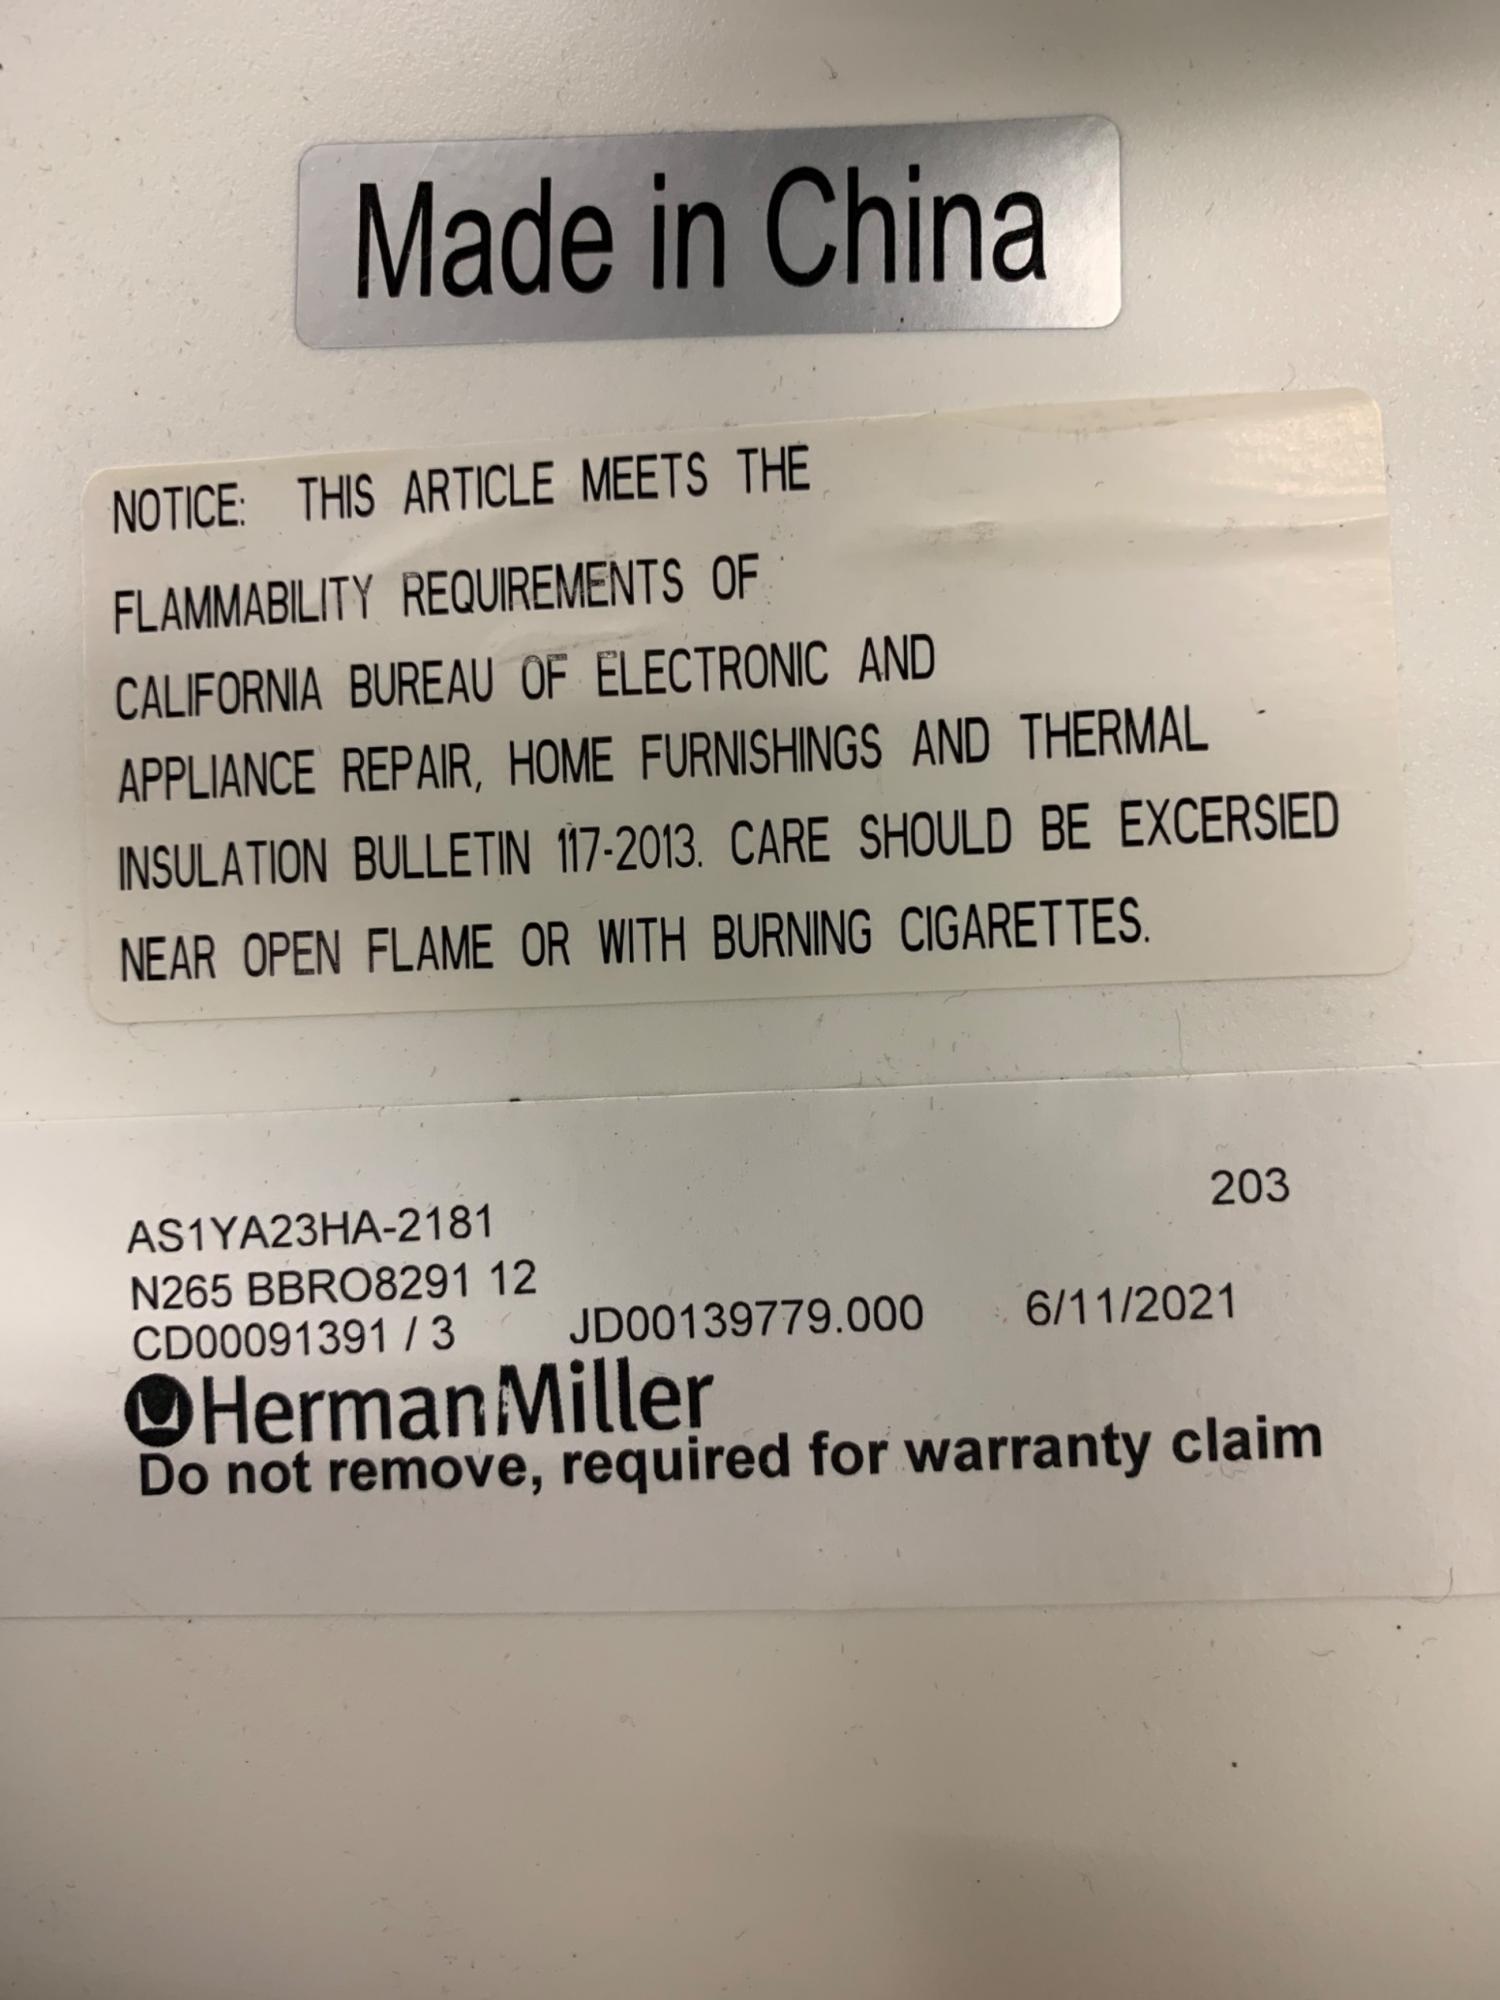 Made in China
NOTICE: THIS ARTICLE MEETS THE
FLAMMABILITY REQUIREMENTS OF
CALIFORNIA BUREAU OF ELECTRONIC AND
APPLIANCE REPAIR, HOME FURNISHINGS AND THERMAL
INSULATION BULLETIN 117-2013. CARE SHOULD BE EXCERSIED
NEAR OPEN FLAME OR WITH BURNING CIGARETTES.
203
AS1YA23HA-2181
N265 BBRO8291 12
CD00091391 / 3 JD00139779.000 6/11/2021
HermanMiller
Do not remove, required for warranty claim